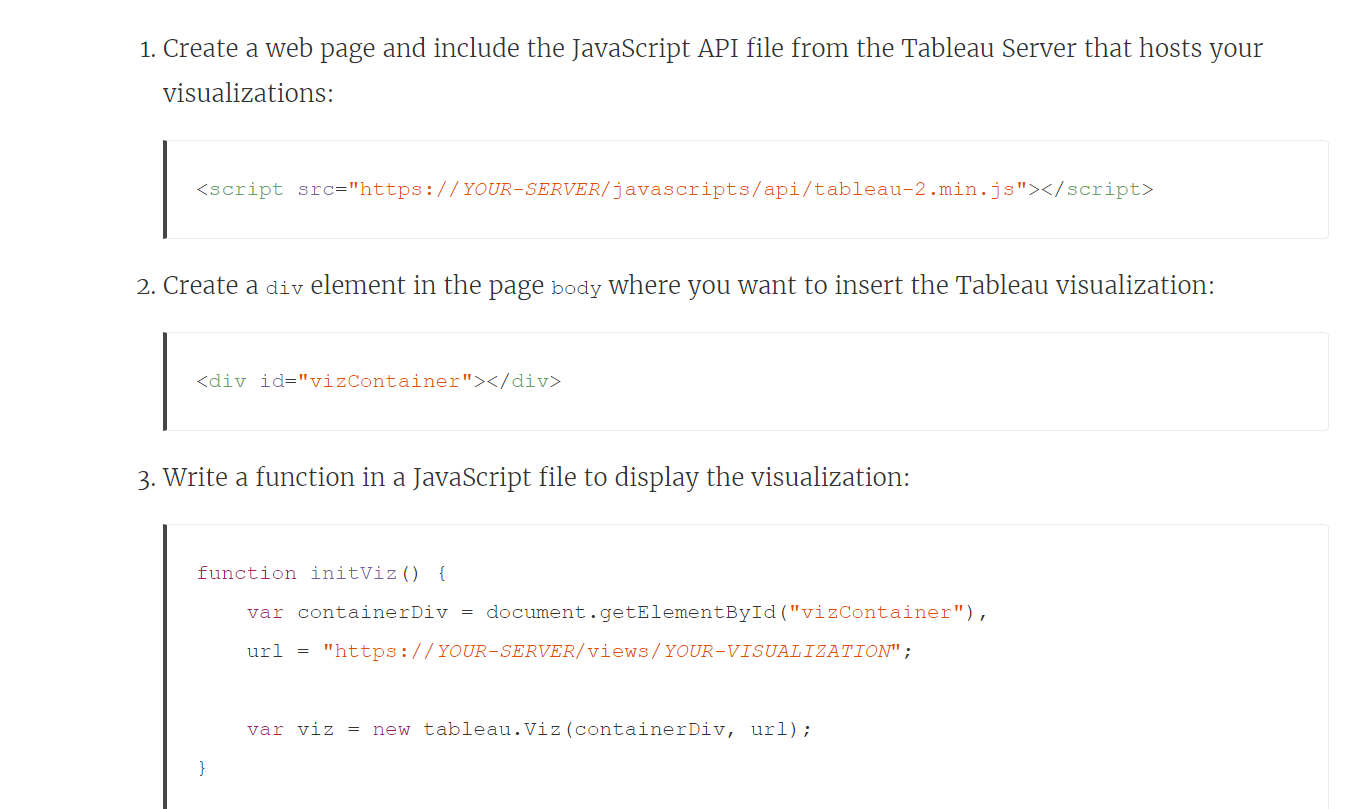 1. Create a web page and include the JavaScript API file from the Tableau Server that hosts your
visualizations:
<script src="https://YOUR-SERVER/javascripts/api/tableau-2.min.js"></script>
2. Create a div element in the page body where you want to insert the Tableau visualization:
<div id="vizContainer"></div>
3. Write a function in a JavaScript file to display the visualization:
function initViz() {
    var containerDiv = document.getElementById("vizContainer"),
    url = "https://YOUR-SERVER/views/YOUR-VISUALIZATION";
    var viz = new tableau.Viz(containerDiv, url);
}